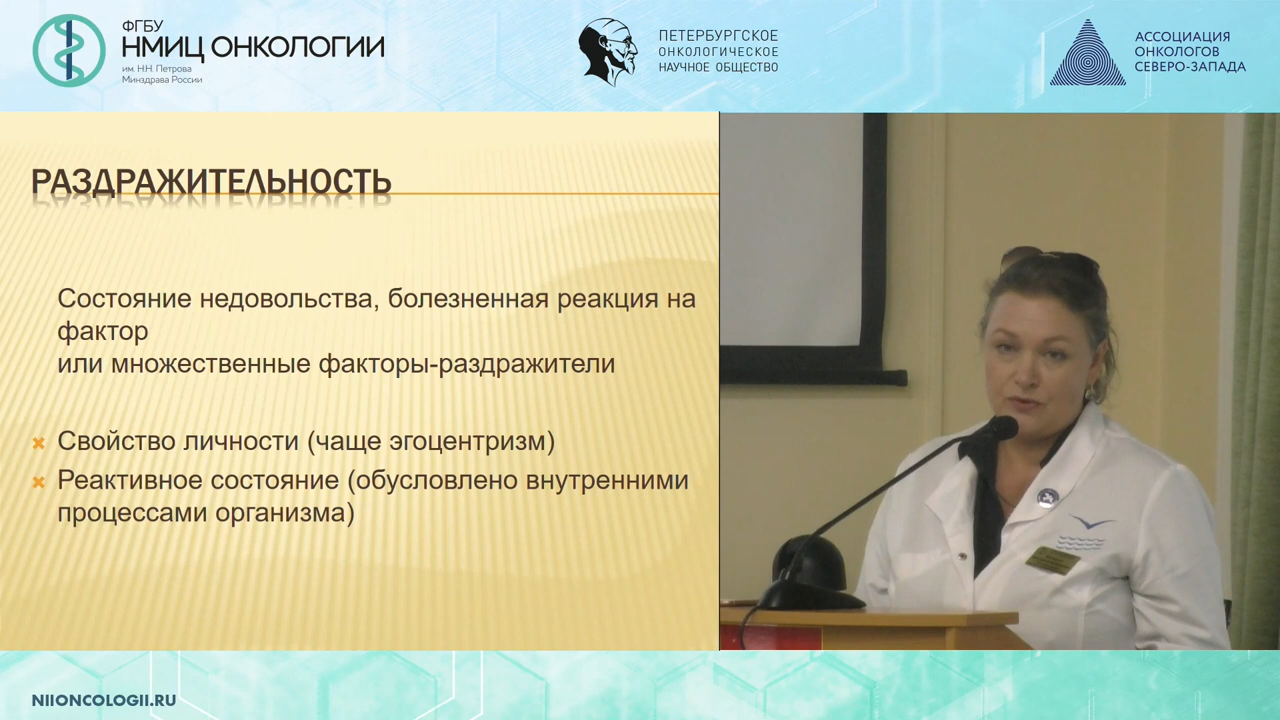 ФГБУ
НМИЦ ОНКОЛОГИИ
им. Н.Н. Петрова
Минздрава России
ПЕТЕРБУРГСКОЕ
ОНКОЛОГИЧЕСКОЕ
НАУЧНОЕ ОБЩЕСТВО
АССОЦИАЦИЯ
ОНКОЛОГОВ
СЕВЕРО-ЗАПАДА
РАЗДРАЖИТЕЛЬНОСТЬ
Состояние недовольства, болезненная реакция на
фактор
или множественные факторы-раздражители
Свойство личности (чаще эгоцентризм)
Реактивное состояние (обусловлено внутренними
процессами организма)
NIIONCOLOGII.RU